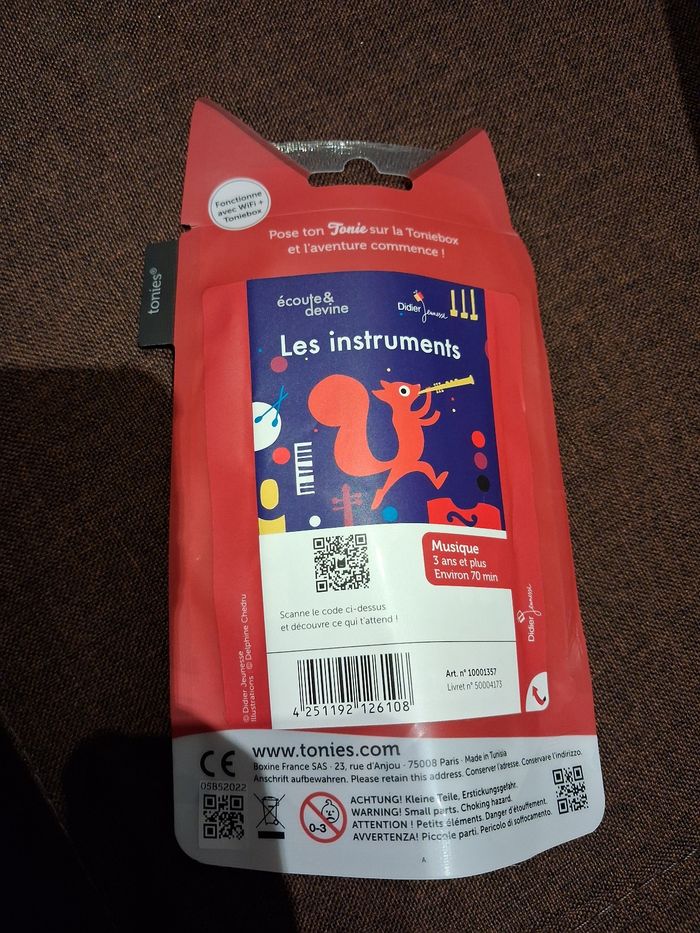 Fonctionne
avec WiFi +
Toniebox
Pose ton Tonie sur la Toniebox
et l'aventure commence !
tonies®
écoute &
devine
Didier Jeunesse
Les instruments
Musique
3 ans et plus
Environ 70 min
Scanne le code ci-dessus
et découvre ce qui t'attend !
Didier Jeunesse
© Didier Jeunesse
Illustrations © Delphine Chedru
Art. n° 10001357
Livret n° 50004173
4 251192 126108
www.tonies.com
Boxine France SAS · 23, rue d'Anjou · 75008 Paris · Made in Tunisia
Anschrift aufbewahren. Please retain this address. Conserver l'adresse. Conservare l'indirizzo.
CE
05B52022
0-3
ACHTUNG! Kleine Teile, Erstickungsgefahr.
WARNING! Small parts. Choking hazard.
ATTENTION ! Petits éléments. Danger d'étouffement.
AVVERTENZA! Piccole parti. Pericolo di soffocamento.
A